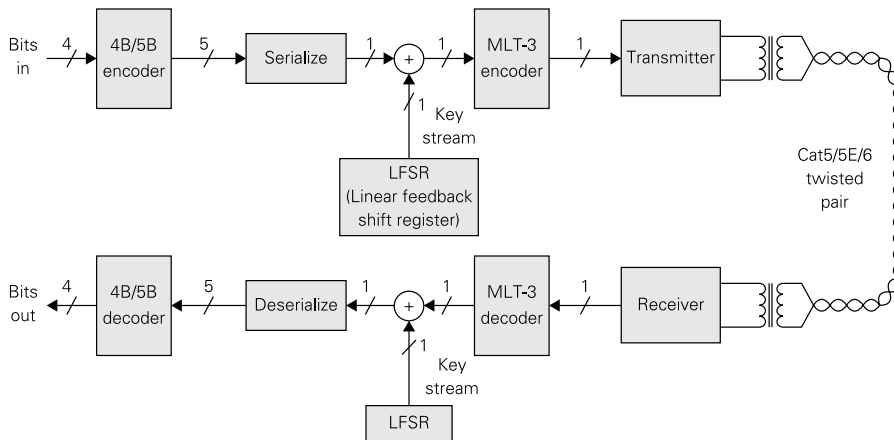 Bits
in
4
4B/5B
encoder
5
Serialize
1
+
1
MLT-3
encoder
1
Transmitter
1
Key
stream
LFSR
(Linear feedback
shift register)
Cat5/5E/6
twisted
pair
Bits
out
4
4B/5B
decoder
5
Deserialize
1
+
1
MLT-3
decoder
1
Receiver
1
Key
stream
LFSR